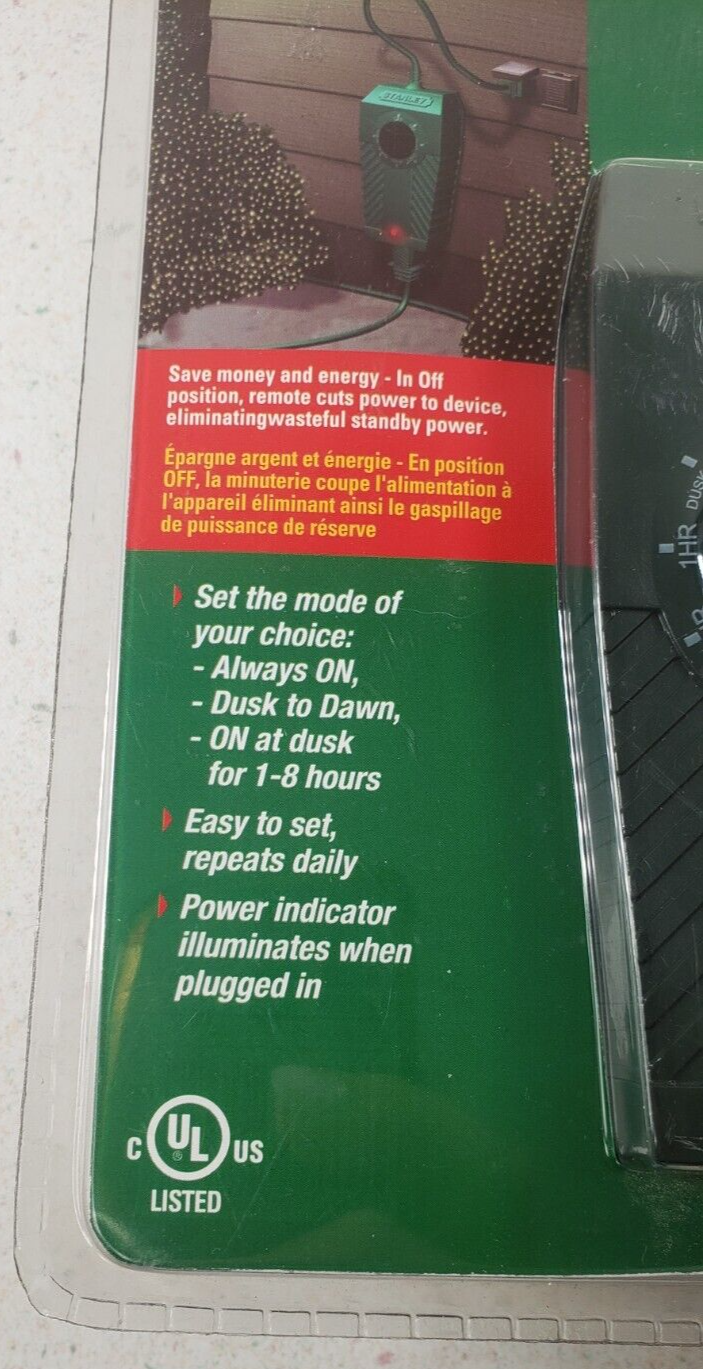 STANLEY
Save money and energy - In Off
position, remote cuts power to device,
eliminatingwasteful standby power.
Épargne argent et énergie - En position
OFF, la minuterie coupe l'alimentation à
l'appareil éliminant ainsi le gaspillage
de puissance de réserve
Set the mode of
your choice:
- Always ON,
- Dusk to Dawn,
- ON at dusk
for 1-8 hours
Easy to set,
repeats daily
Power indicator
illuminates when
plugged in
C UL US
LISTED
DUSK
1HR